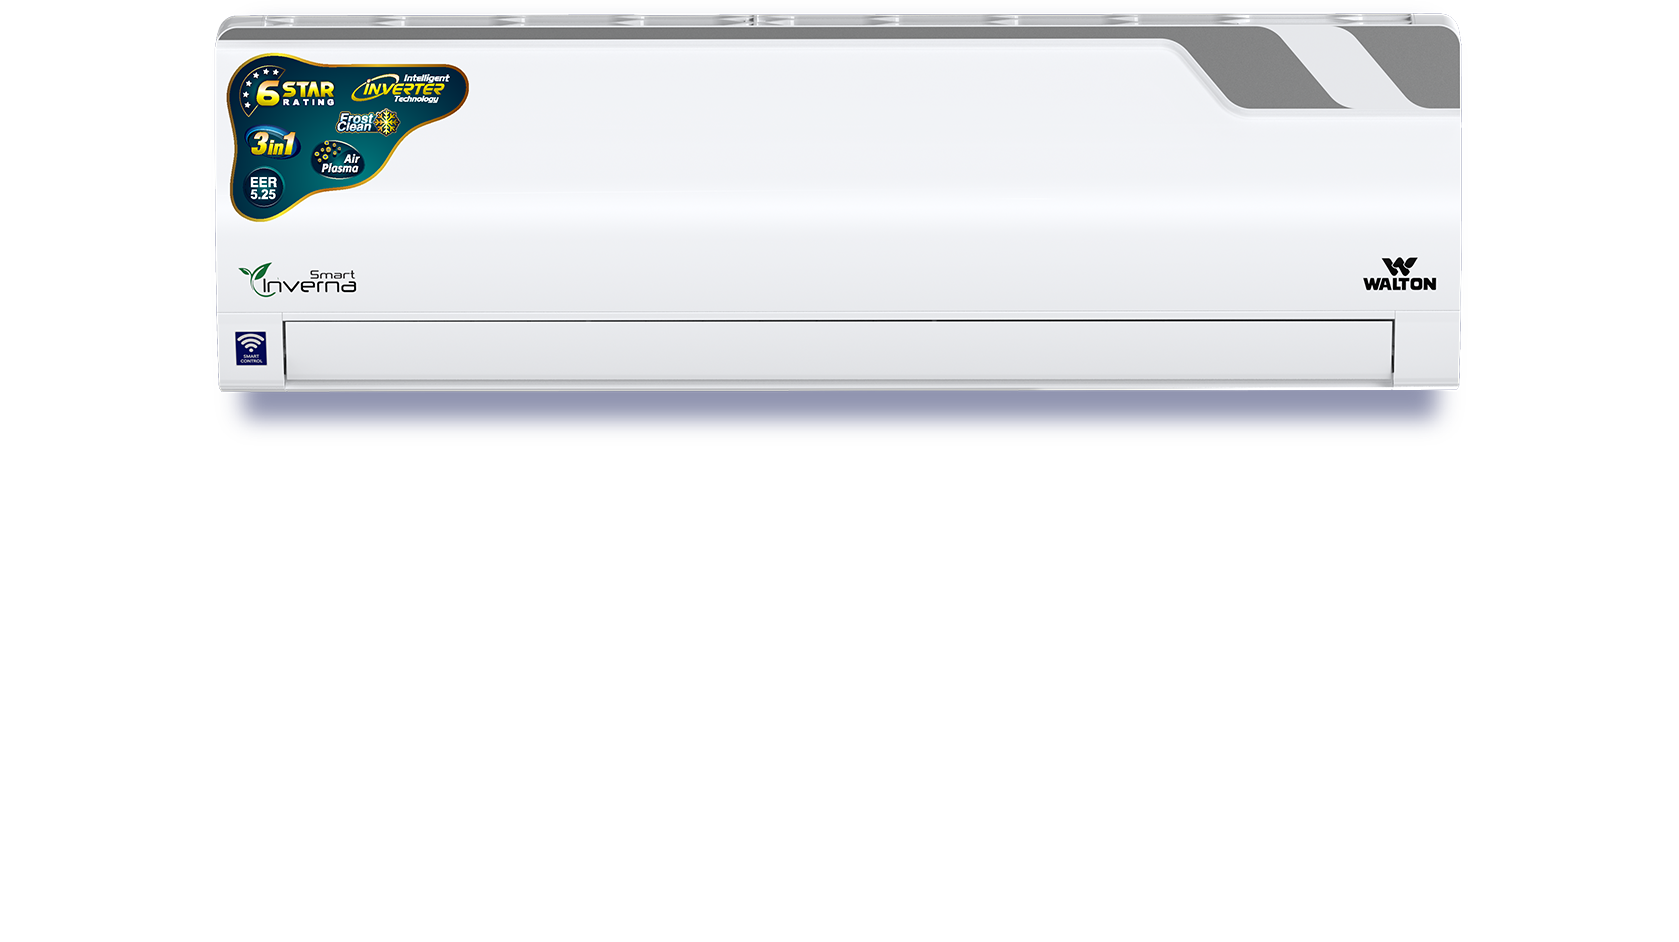 6 STAR
RATING
Intelligent
INVERTER
Technology
Frost
Clean
3in1
Air
Plasma
EER
5.25
Smart
inverna
WALTON
SMART
CONTROL